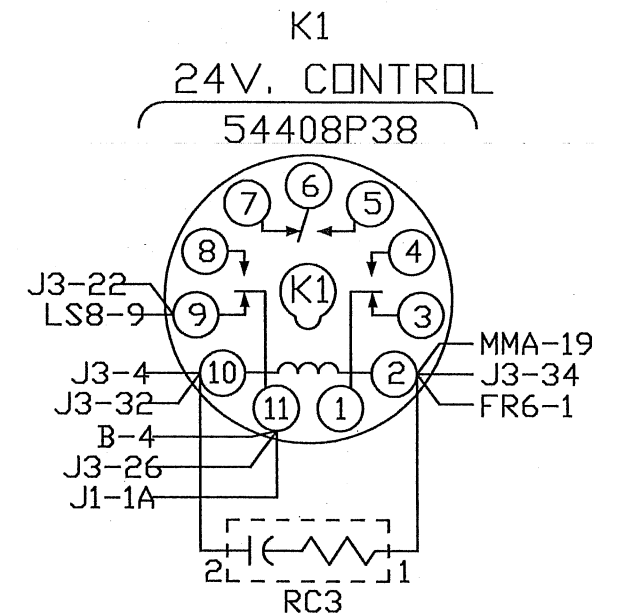 K1
24V. CONTROL
54408P38
6
7 5
8 4
K1
J3-22
LS8-9 9 3
MMA-19
J3-4 10 2 J3-34
J3-32 11 1 FR6-1
B-4
J3-26
J1-1A
2 1
RC3